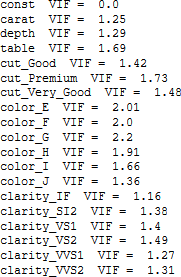 const VIF = 0.0
carat VIF = 1.25
depth VIF = 1.29
table VIF = 1.69
cut_Good VIF = 1.42
cut_Premium VIF = 1.73
cut_Very_Good VIF = 1.48
color_E VIF = 2.01
color_F VIF = 2.0
color_G VIF = 2.2
color_H VIF = 1.91
color_I VIF = 1.66
color_J VIF = 1.36
clarity_IF VIF = 1.16
clarity_SI2 VIF = 1.38
clarity_VS1 VIF = 1.4
clarity_VS2 VIF = 1.49
clarity_VVS1 VIF = 1.27
clarity_VVS2 VIF = 1.31